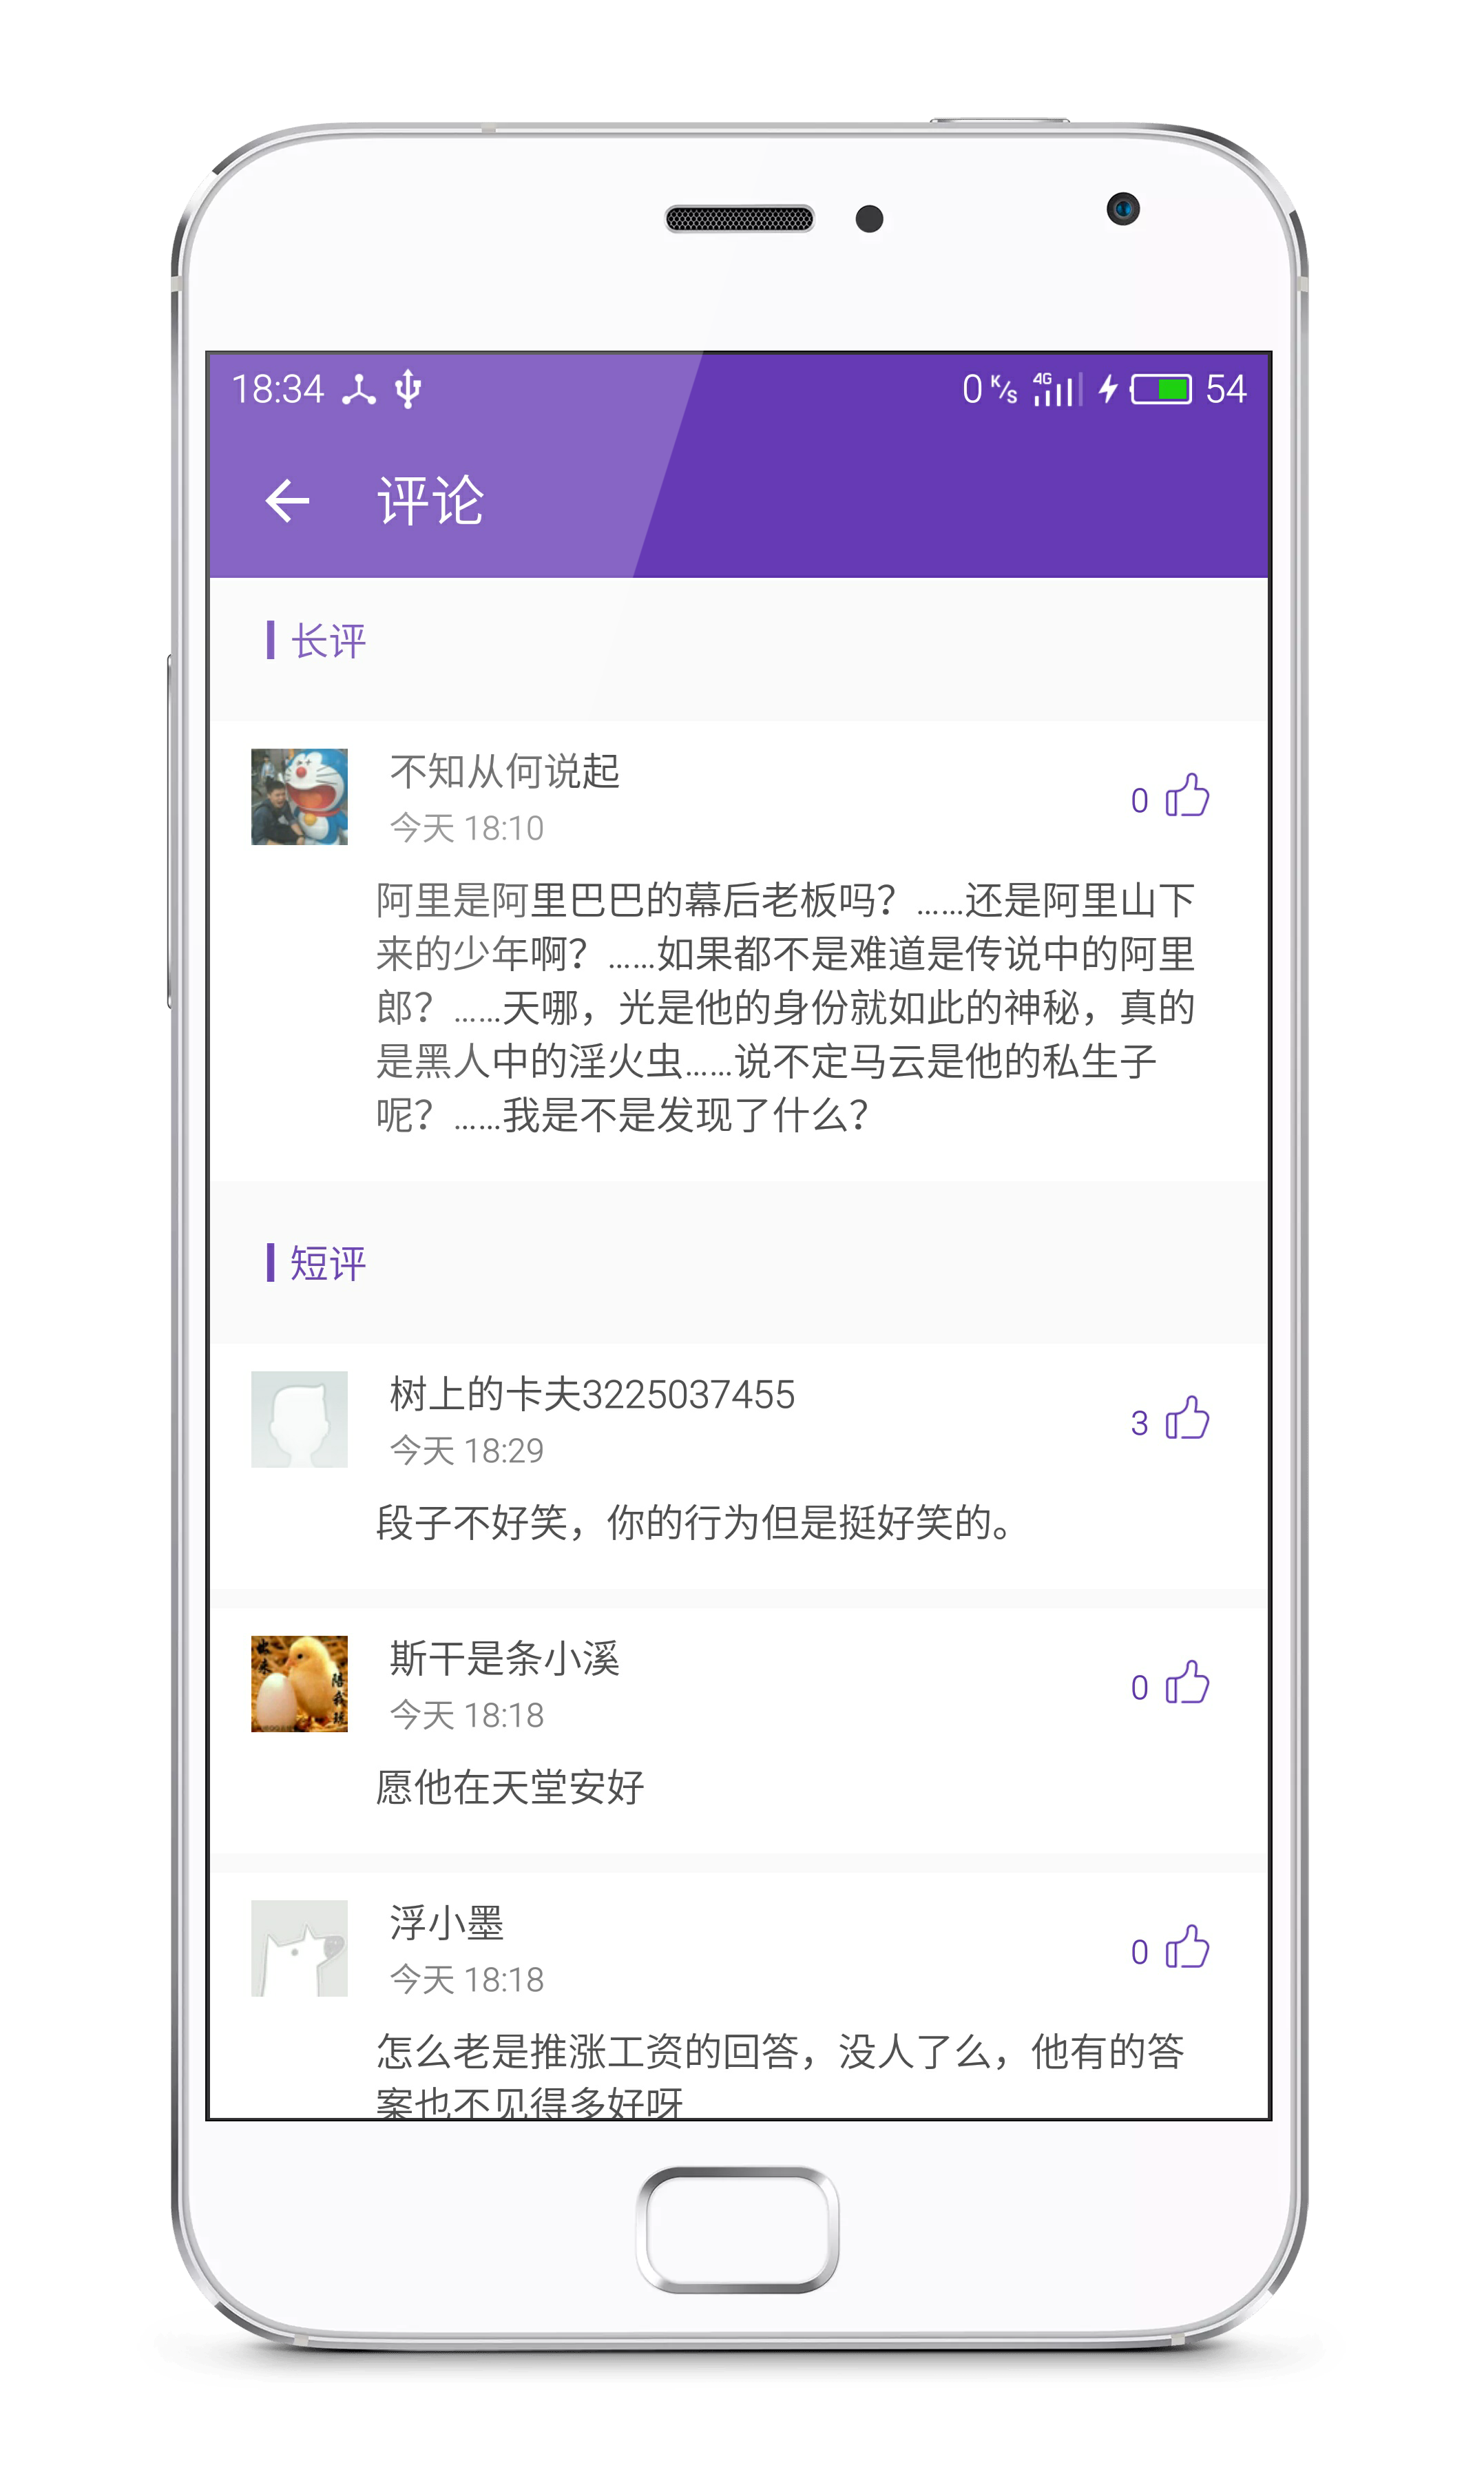 18:34 0 K/s 4G 54
评论
长评
不知从何说起
今天 18:10
0
阿里是阿里巴巴的幕后老板吗？……还是阿里山下
来的少年啊？……如果都不是难道是传说中的阿里
郎？……天哪，光是他的身份就如此的神秘，真的
是黑人中的淫火虫……说不定马云是他的私生子
呢？……我是不是发现了什么？
短评
树上的卡夫3225037455
今天 18:29
3
段子不好笑，你的行为但是挺好笑的。
斯干是条小溪
今天 18:18
0
愿他在天堂安好
浮小墨
今天 18:18
0
怎么老是推涨工资的回答，没人了么，他有的答
案也不见得多好呀